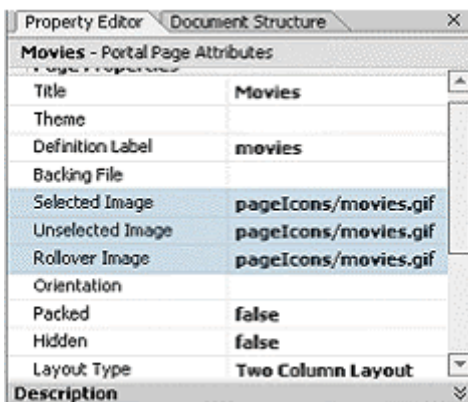 Property Editor Document Structure
Movies - Portal Page Attributes
Page Properties
Title Movies
Theme
Definition Label movies
Backing File
Selected Image pageIcons/movies.gif
Unselected Image pageIcons/movies.gif
Rollover Image pageIcons/movies.gif
Orientation
Packed false
Hidden false
Layout Type Two Column Layout
Description